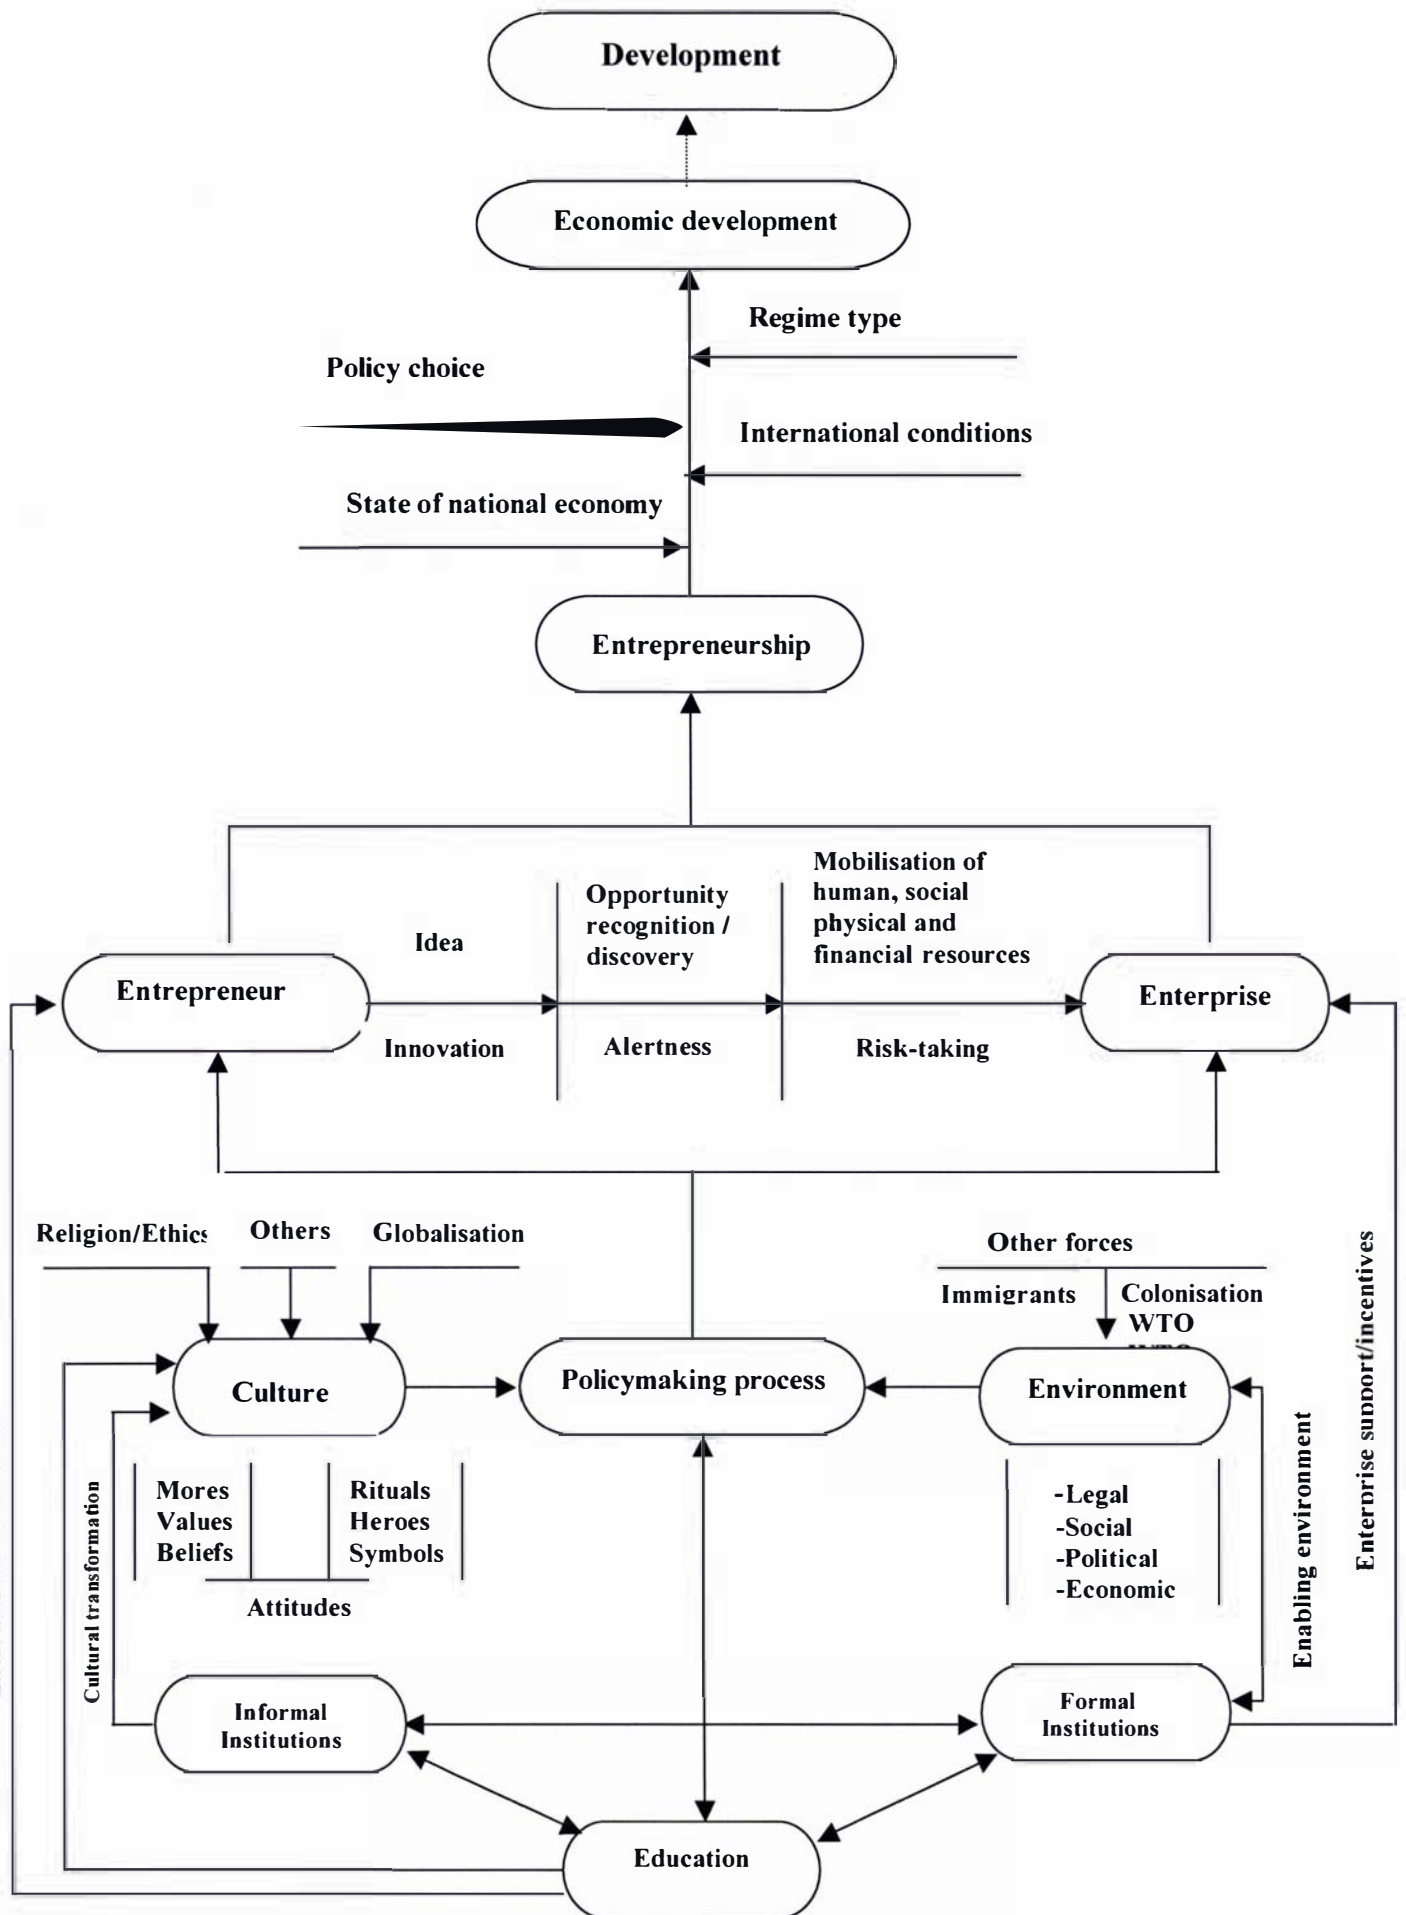 Development
Economic development
Regime type
Policy choice
International conditions
State of national economy
Entrepreneurship
Mobilisation of
human, social
physical and
financial resources
Opportunity
recognition /
discovery
Idea
Entrepreneur
Enterprise
Innovation
Alertness
Risk-taking
Religion/Ethics
Others
Globalisation
Other forces
Immigrants
Colonisation
WTO
Culture
Policymaking process
Environment
Enterprise support/incentives
Enabling environment
Cultural transformation
Mores
Values
Beliefs
Rituals
Heroes
Symbols
Attitudes
-Legal
-Social
-Political
-Economic
Informal
Institutions
Formal
Institutions
Education